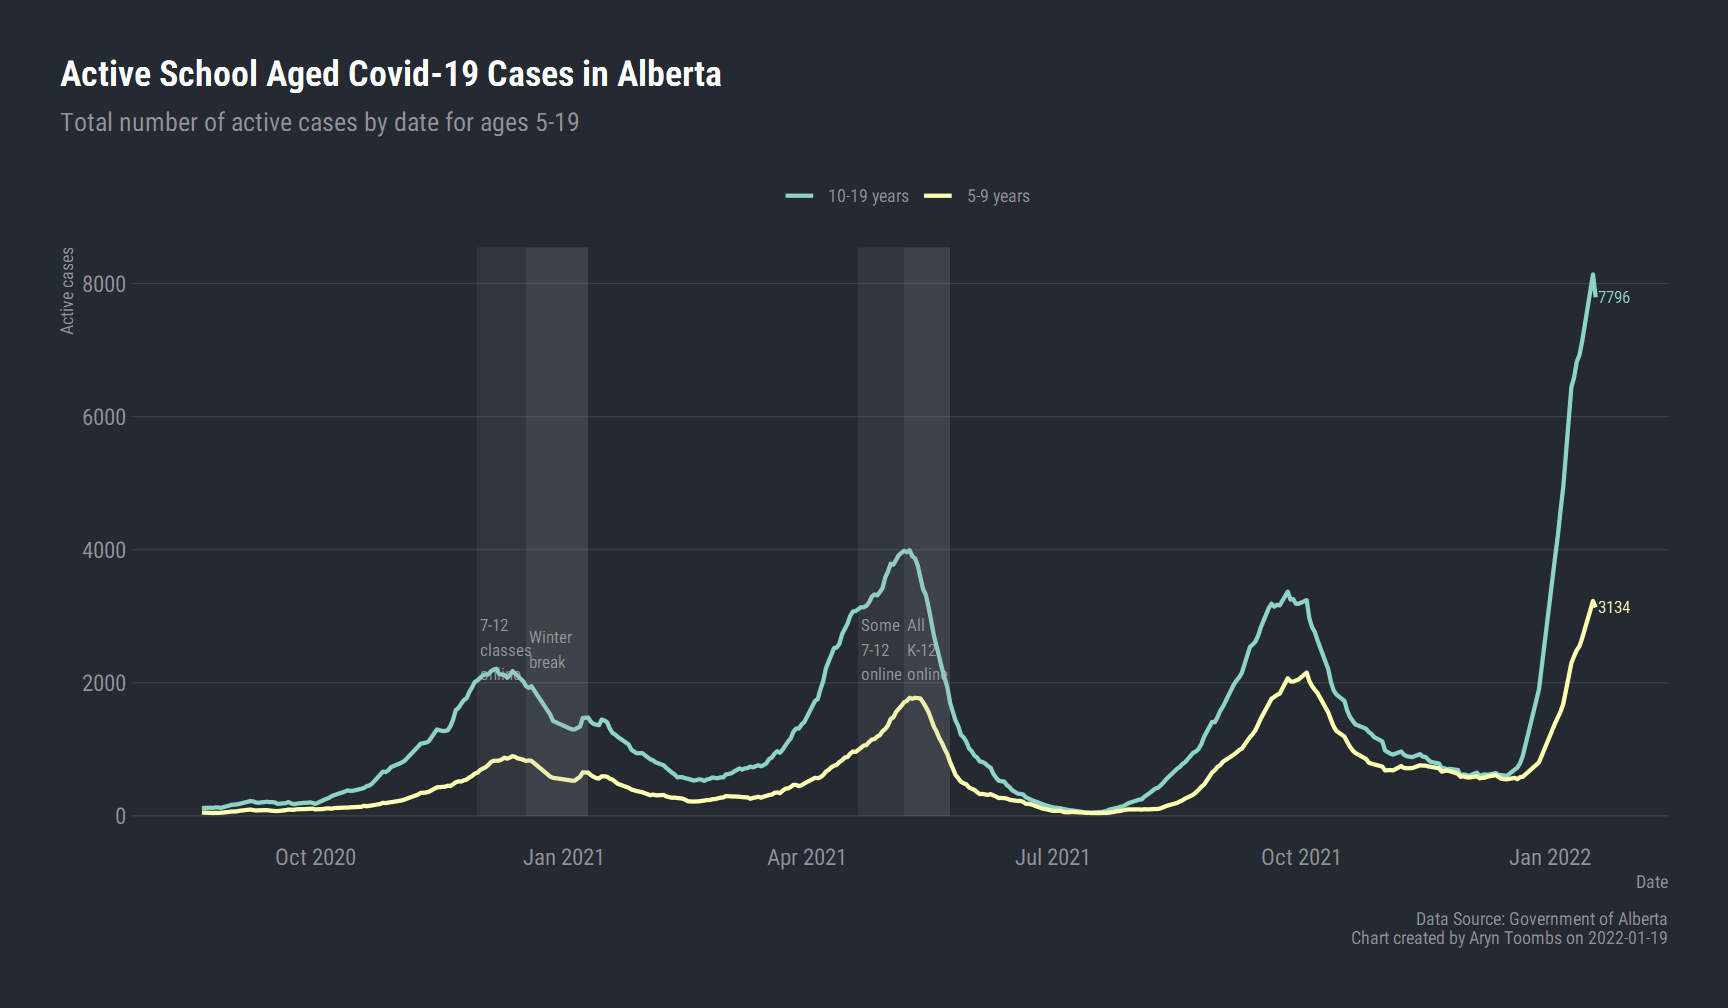 Active School Aged Covid-19 Cases in Alberta
Total number of active cases by date for ages 5-19
10-19 years
5-9 years
Active cases
8000
6000
4000
2000
0
7-12
classes
online
Winter
break
Some
7-12
online
All
K-12
online
7796
3134
Oct 2020
Jan 2021
Apr 2021
Jul 2021
Oct 2021
Jan 2022
Date
Data Source: Government of Alberta
Chart created by Aryn Toombs on 2022-01-19